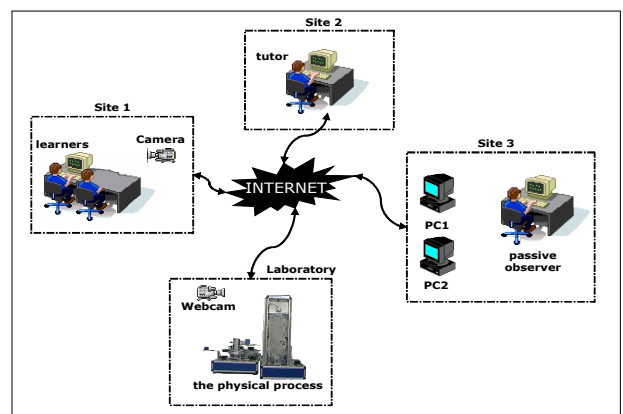 Site 2
tutor
Site 1
learners
Camera
Site 3
INTERNET
PC1
PC2
passive
observer
Laboratory
Webcam
the physical process